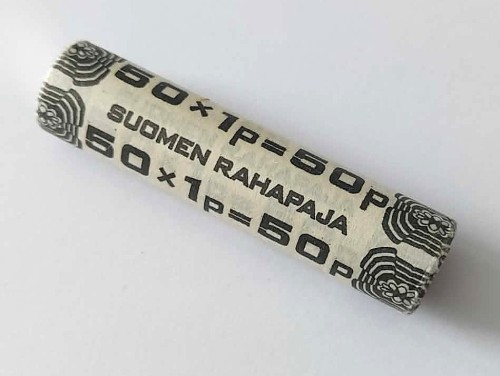 50 x 1p = 50p
SUOMEN RAHAPAJA
50 x 1p = 50p